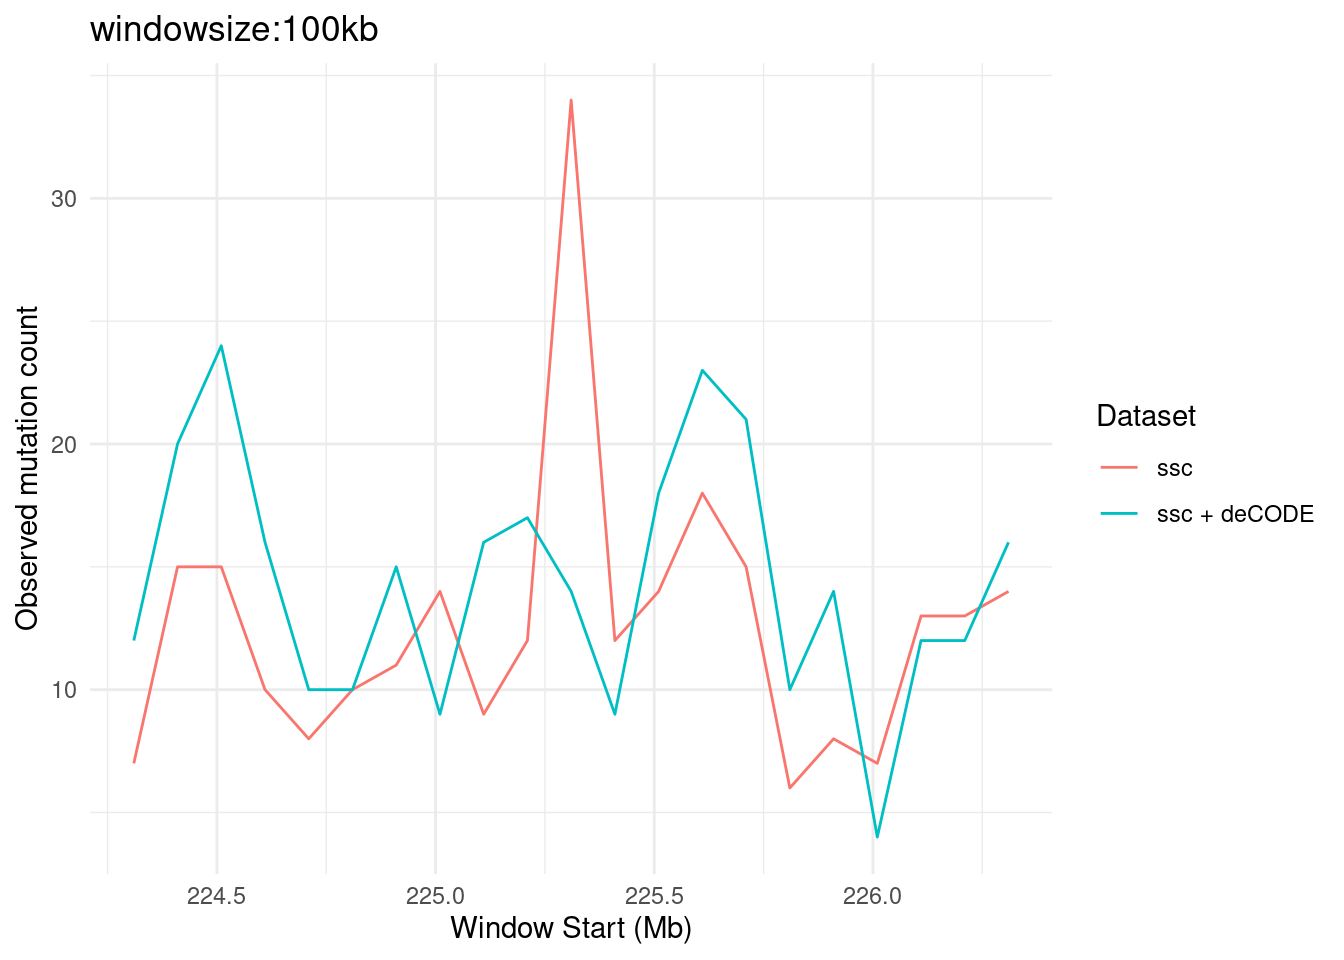 windowsize:100kb
Observed mutation count
30
20
10
224.5
225.0
225.5
226.0
Window Start (Mb)
Dataset
ssc
ssc + deCODE